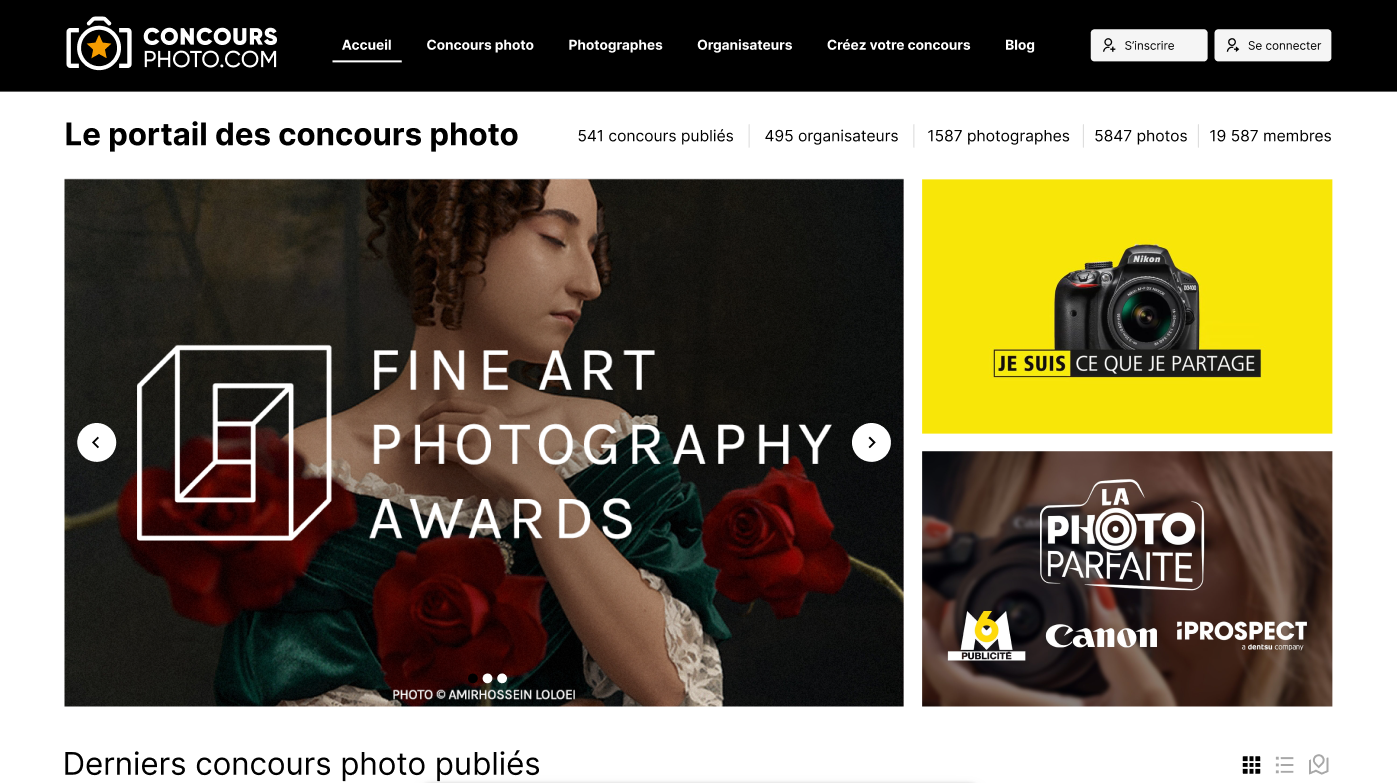 CONCOURS
PHOTO.COM
Accueil
Concours photo
Photographes
Organisateurs
Créez votre concours
Blog
S'inscrire
Se connecter
Le portail des concours photo
541 concours publiés
495 organisateurs
1587 photographes
5847 photos
19 587 membres
FINE ART
PHOTOGRAPHY
AWARDS
PHOTO © AMIRHOSSEIN LOLOEI
Nikon
D3400
JE SUIS CE QUE JE PARTAGE
LA
PHOTO
PARFAITE
M6
PUBLICITÉ
Canon
iPROSPECT
a dentsu company
Derniers concours photo publiés